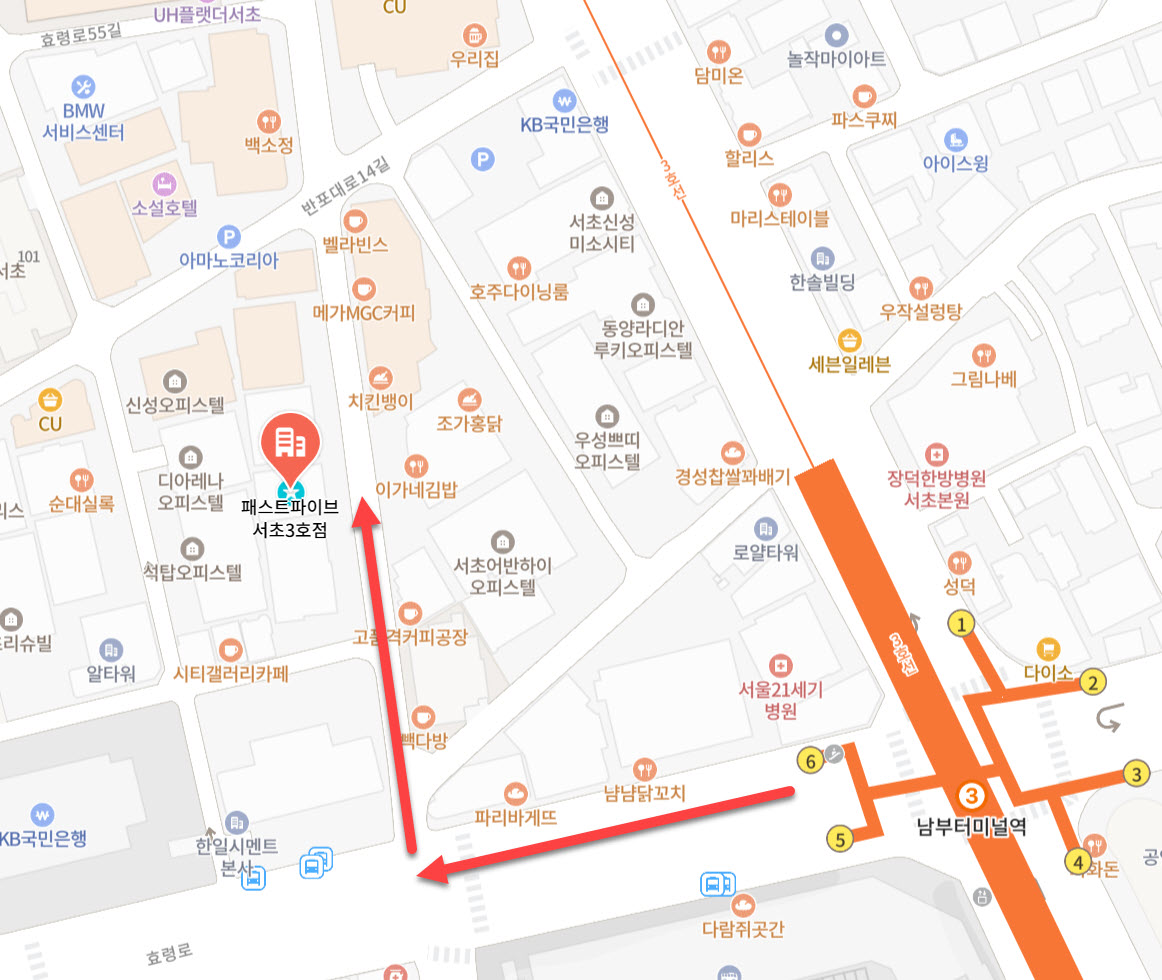 UH플랫더서초
CU
효령로55길
우리집
담미온
놀작마이아트
BMW
서비스센터
백소정
KB국민은행
P
할리스
파스쿠찌
아이스윙
3호선
반포대로14길
소설호텔
마리스테이블
서초신성
미소시티
P
아마노코리아
벨라빈스
101
서초
한솔빌딩
호주다이닝룸
메가MGC커피
우작설렁탕
동양라디안
루키오피스텔
세븐일레븐
그림나베
신성오피스텔
치킨뱅이
조가홍닭
CU
우성쁘띠
오피스텔
경성찹쌀꽈배기
장덕한방병원
서초본원
디아레나
오피스텔
순대실록
이가네김밥
패스트파이브
서초3호점
리스
로얄타워
서초어반하이
오피스텔
석탑오피스텔
성덕
1
고품격커피공장
3호선
리슈빌
알타워
시티갤러리카페
서울21세기
병원
다이소
2
빽다방
6
냠냠닭꼬치
3
3
파리바게뜨
남부터미널역
KB국민은행
한일시멘트
본사
5
4
화돈
공
다람쥐곳간
효령로